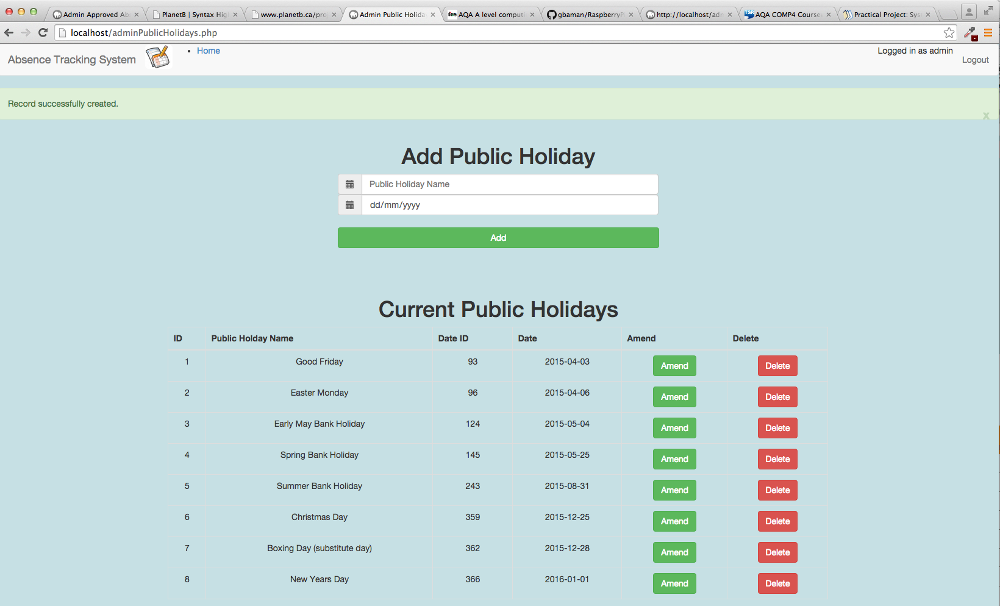 Admin Approved Ab
PlanetB | Syntax Hig
www.planetb.ca/pro
Admin Public Holida
tes AQA A level comput
gbaman/RaspberryP
http://localhost/adm
TSR AQA COMP4 Course
Practical Project: Sys
localhost/adminPublicHolidays.php
Absence Tracking System
Home
Logged in as admin
Logout
Record successfully created.
x
Add Public Holiday
Public Holiday Name
dd/mm/yyyy
Add
Current Public Holidays
ID Public Holday Name Date ID Date Amend Delete
1 Good Friday 93 2015-04-03 Amend Delete
2 Easter Monday 96 2015-04-06 Amend Delete
3 Early May Bank Holiday 124 2015-05-04 Amend Delete
4 Spring Bank Holiday 145 2015-05-25 Amend Delete
5 Summer Bank Holiday 243 2015-08-31 Amend Delete
6 Christmas Day 359 2015-12-25 Amend Delete
7 Boxing Day (substitute day) 362 2015-12-28 Amend Delete
8 New Years Day 366 2016-01-01 Amend Delete